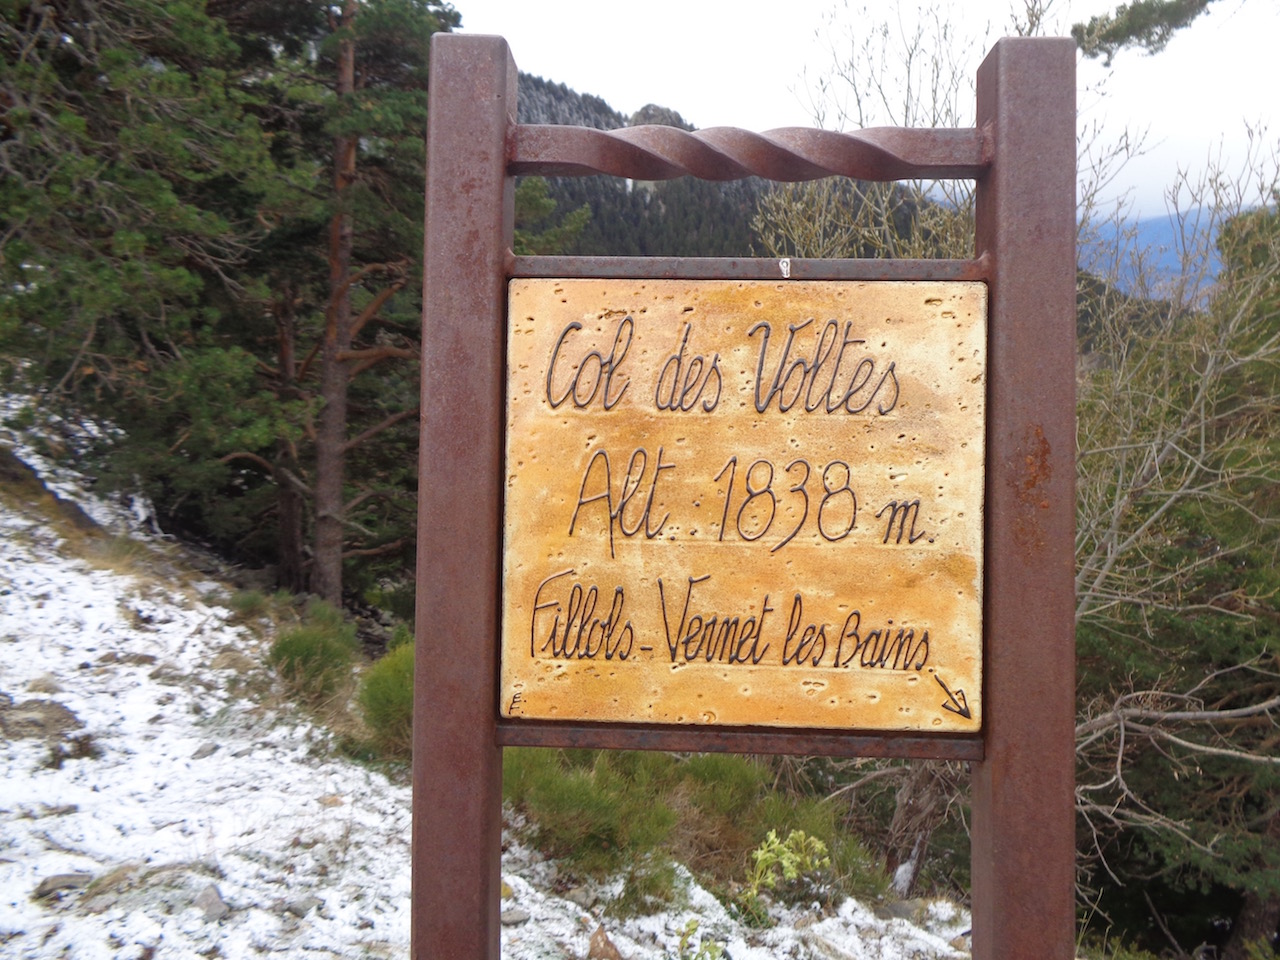 Col des Voltes
Alt. 1838 m.
Fillols - Vernet les Bains
E.F.